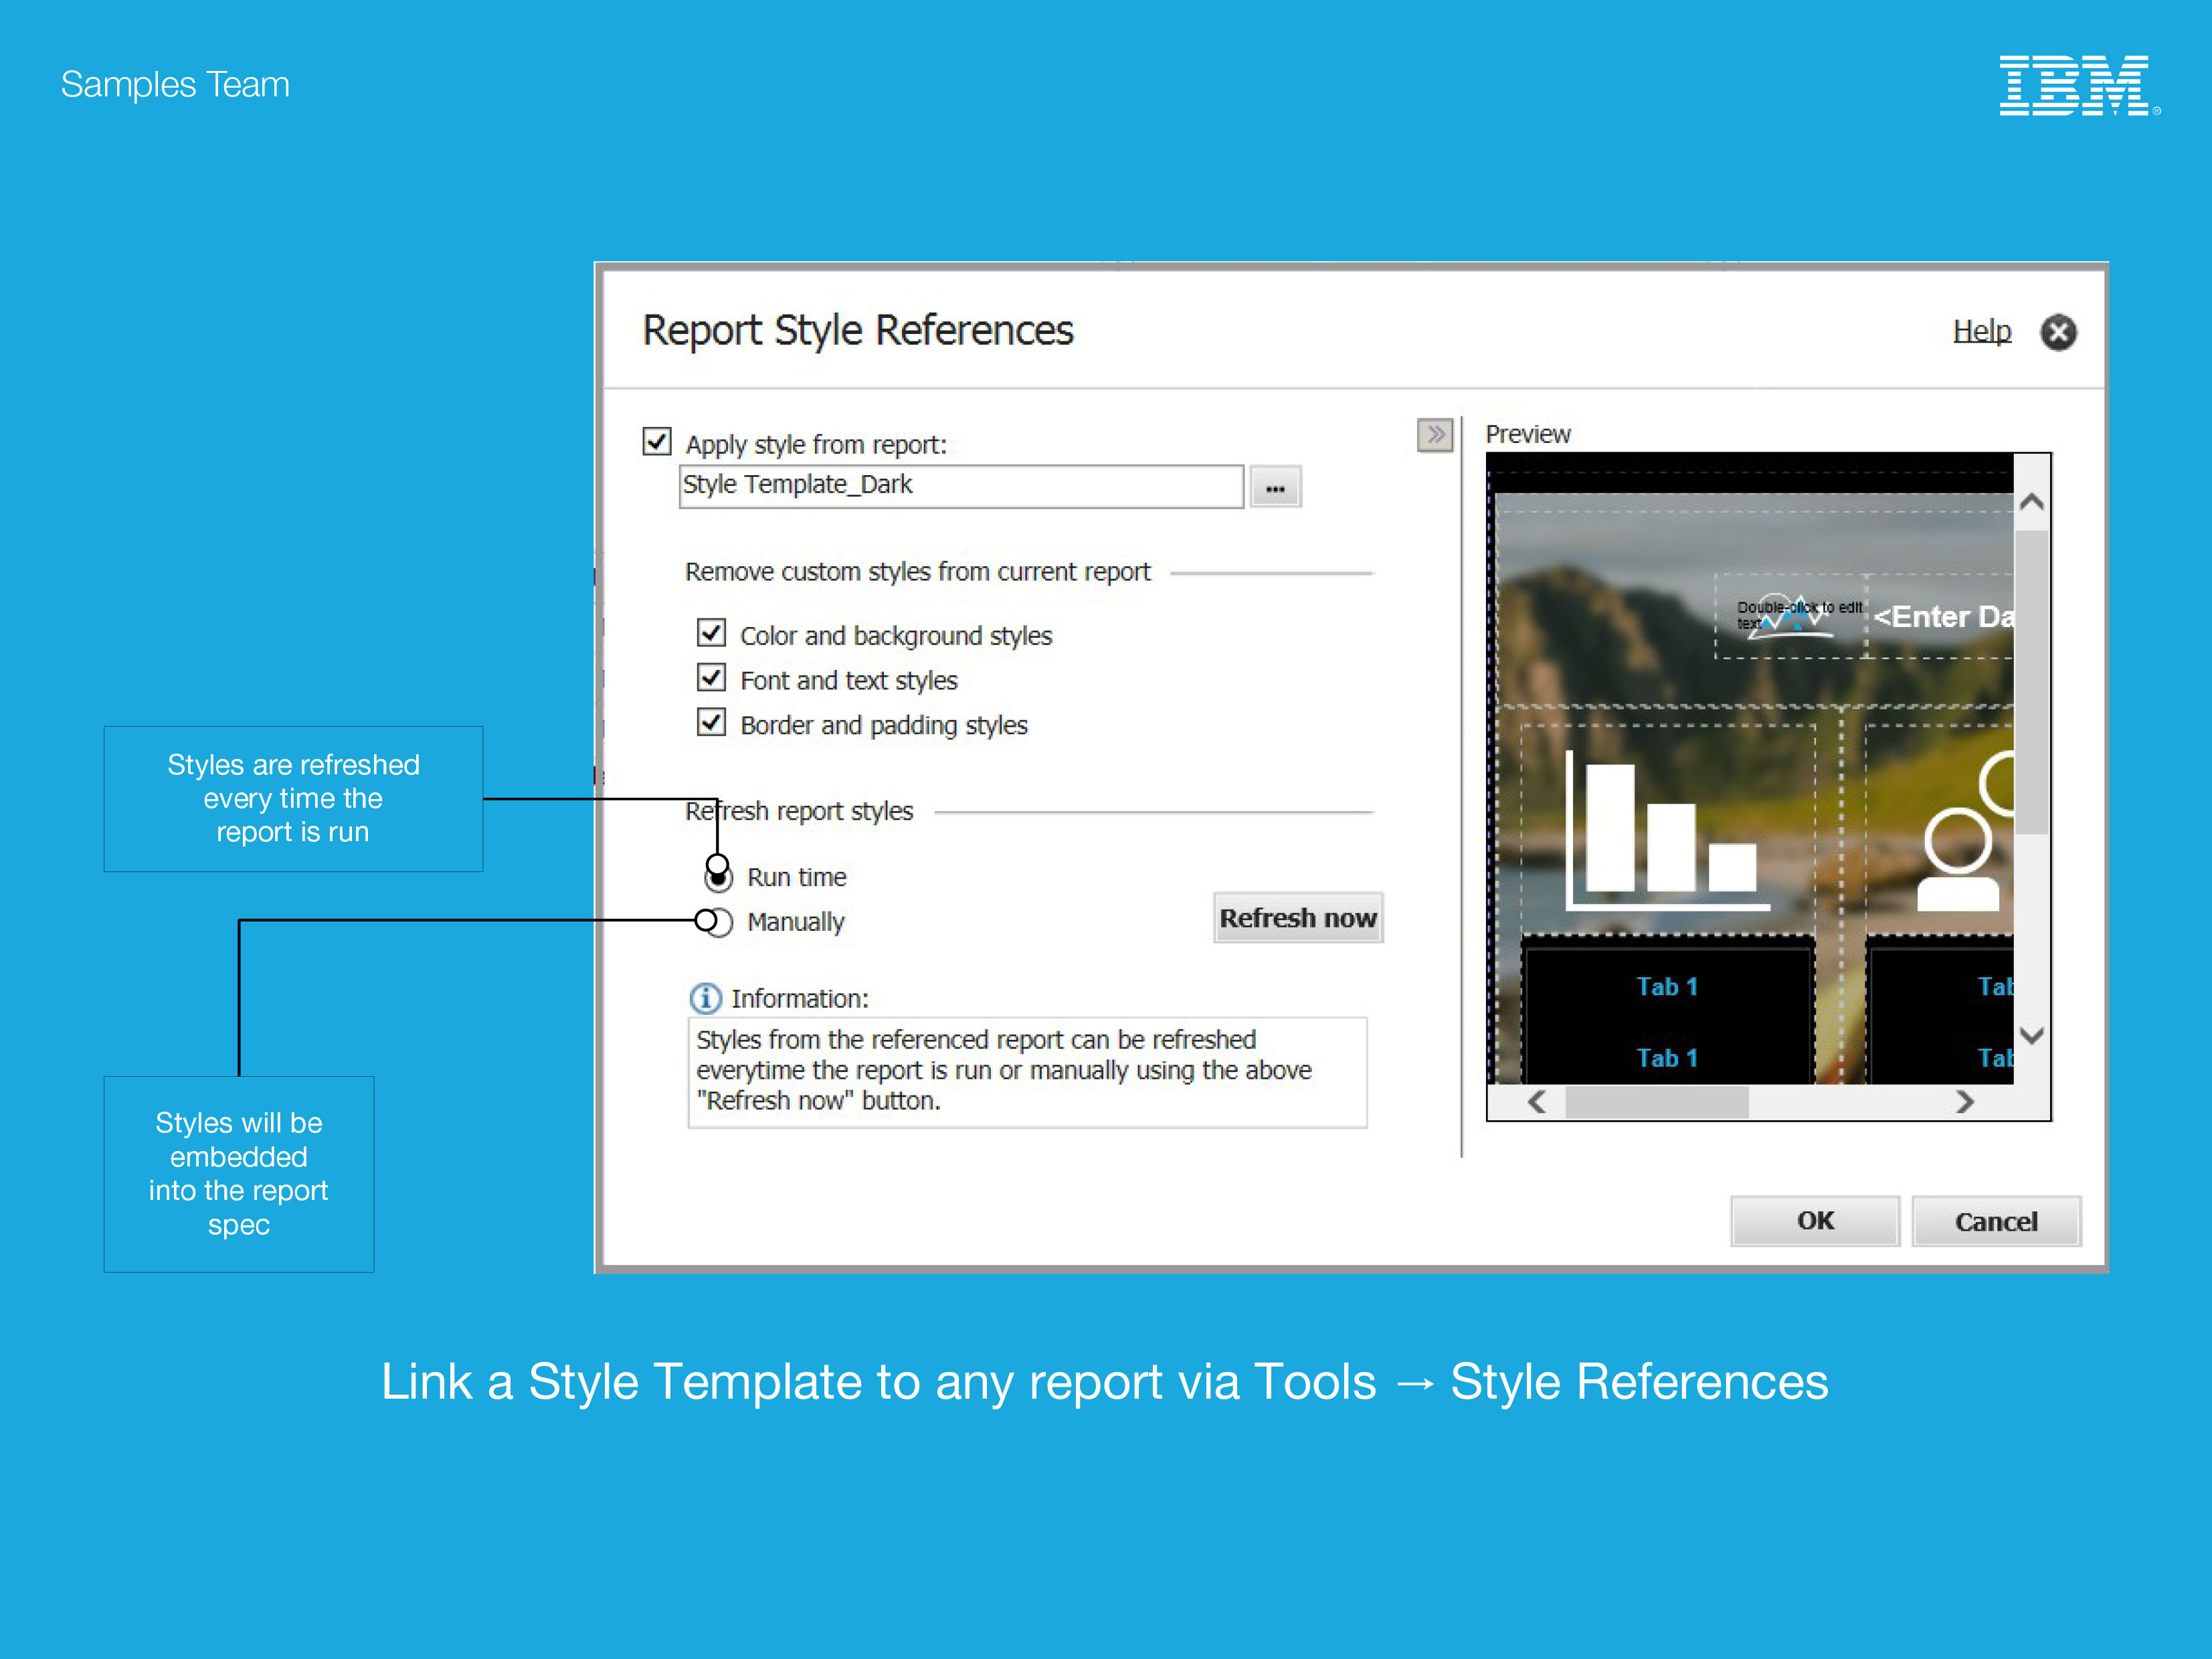 Samples Team
IBM®
Report Style References
Help
Apply style from report:
Style Template_Dark
...
Remove custom styles from current report
Color and background styles
Font and text styles
Border and padding styles
Refresh report styles
Run time
Manually
Refresh now
Information:
Styles from the referenced report can be refreshed
everytime the report is run or manually using the above
"Refresh now" button.
Preview
Double-click to edit
text
<Enter Da
Tab 1
Tab
Tab 1
Tab
OK
Cancel
Styles are refreshed
every time the
report is run
Styles will be
embedded
into the report
spec
Link a Style Template to any report via Tools → Style References